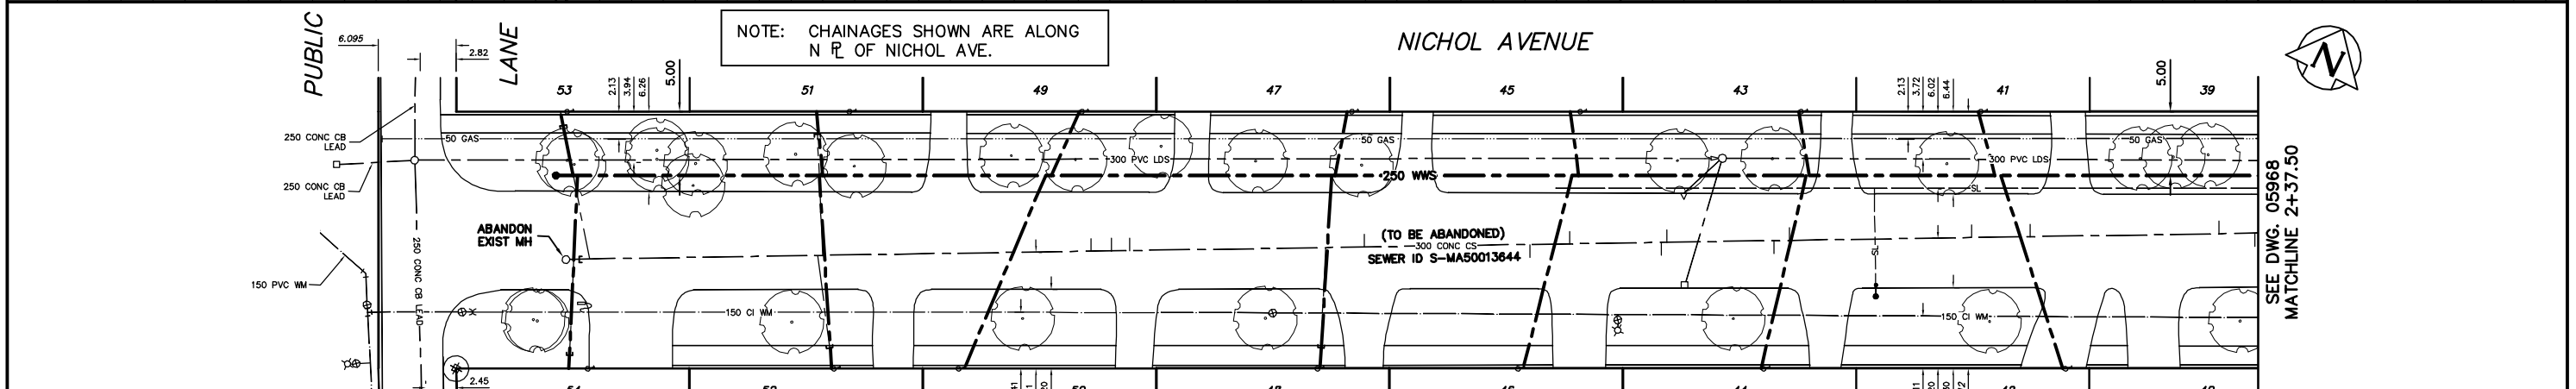 PUBLIC
LANE
6.095
2.82
NOTE: CHAINAGES SHOWN ARE ALONG
N PL OF NICHOL AVE.
NICHOL AVENUE
N
53
2.13
3.94
6.26
5.00
51
49
47
45
43
2.13
3.72
6.02
6.44
41
5.00
39
250 CONC CB
LEAD
50 GAS
50 GAS
50 GAS
300 PVC LDS
300 PVC LDS
250 WWS
250 CONC CB
LEAD
SL
ABANDON
EXIST MH
(TO BE ABANDONED)
300 CONC CS
SEWER ID S-MA50013644
SL
250 CONC CB LEAD
150 PVC WM
150 CI WM
150 CI WM
SEE DWG. 05968
MATCHLINE 2+37.50
2.45